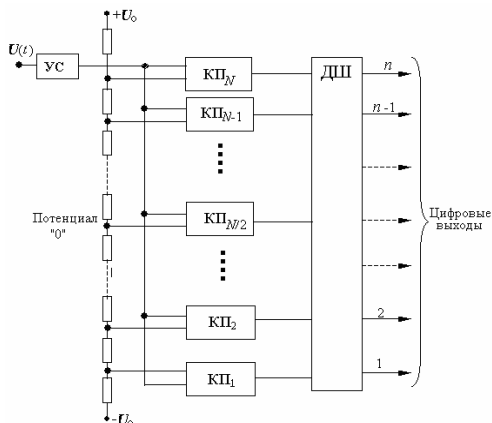 +U₀
U(t)
УС
КП_N
ДШ
n
КП_N-1
n-1
Потенциал
"0"
КП_N/2
Цифровые
выходы
КП₂
2
КП₁
1
-U₀